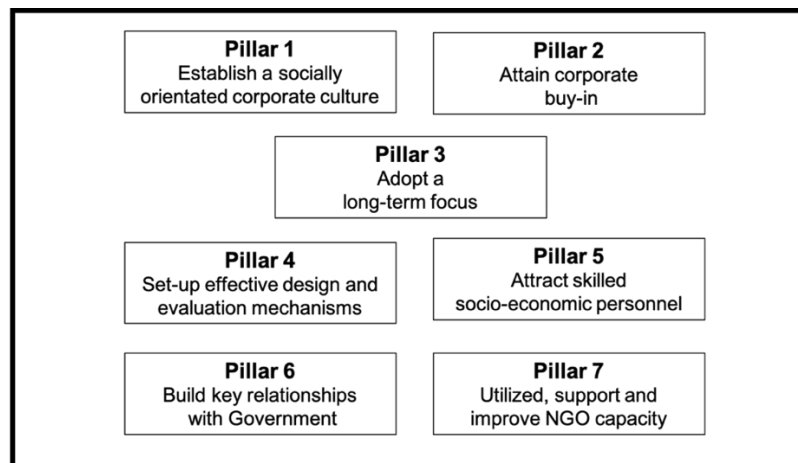 Pillar 1
Establish a socially
orientated corporate culture
Pillar 2
Attain corporate
buy-in
Pillar 3
Adopt a
long-term focus
Pillar 4
Set-up effective design and
evaluation mechanisms
Pillar 5
Attract skilled
socio-economic personnel
Pillar 6
Build key relationships
with Government
Pillar 7
Utilized, support and
improve NGO capacity